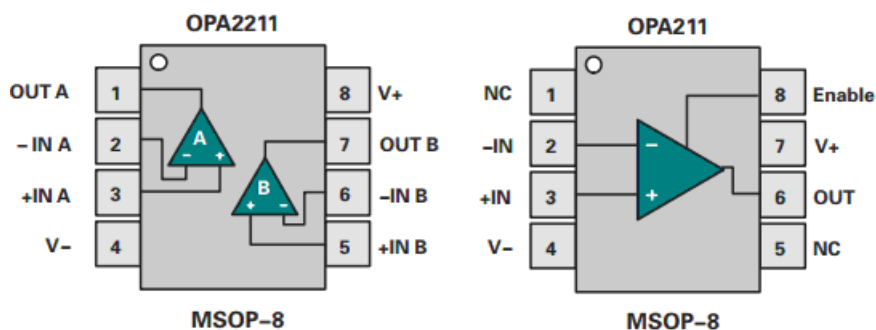 OPA2211
OUT A 1 8 V+
A
– IN A 2 7 OUT B
– +
B
+IN A 3 6 –IN B
+ –
V– 4 5 +IN B
MSOP–8
OPA211
NC 1 8 Enable
–IN 2 – 7 V+
+IN 3 + 6 OUT
V– 4 5 NC
MSOP–8